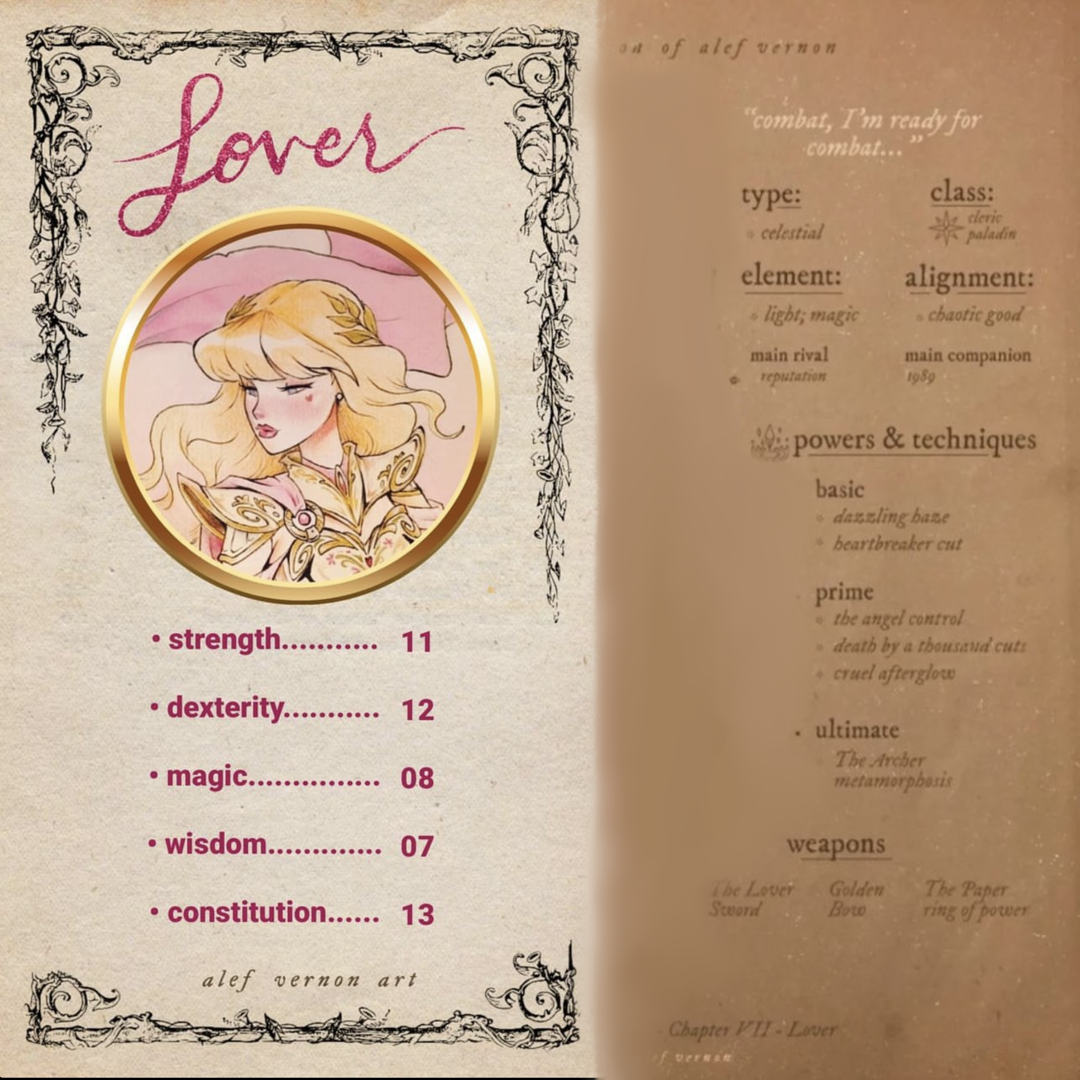 Lover
• strength........... 11
• dexterity........... 12
• magic............... 08
• wisdom............. 07
• constitution...... 13
alef vernon art
of alef vernon
“combat, I'm ready for
combat...”
type:
celestial
class:
cleric
paladin
element:
light; magic
alignment:
chaotic good
main rival
reputation
main companion
1989
powers & techniques
basic
dazzling haze
heartbreaker cut
prime
the angel control
death by a thousand cuts
cruel afterglow
ultimate
The Archer
metamorphosis
weapons
The Lover
Sword
Golden
Bow
The Paper
ring of power
Chapter VII - Lover
of vernon